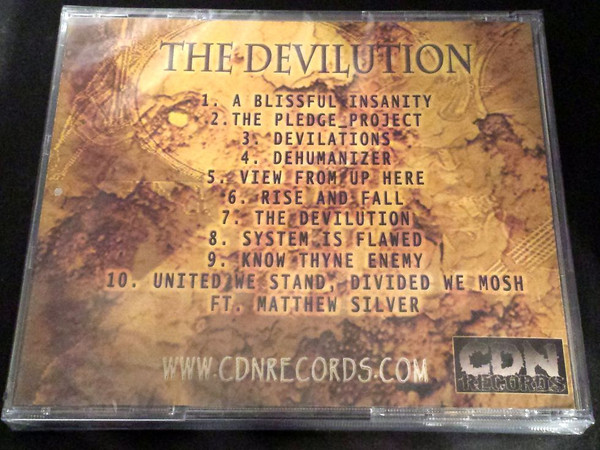 THE DEVILUTION
1. A BLISSFUL INSANITY
2.THE PLEDGE_PROJECT
3. DEVILATIONS
4. DEHUMANIZER
5. VIEW FROM UP HERE
6. RISE AND FALL
7. THE DEVILUTION
8. SYSTEM IS FLAWED
9. KNOW THYNE ENEMY
10. UNITED WE STAND, DIVIDED WE MOSH
FT. MATTHEW SILVER
WWW.CDNRECORDS.COM
CDN
RECORDS